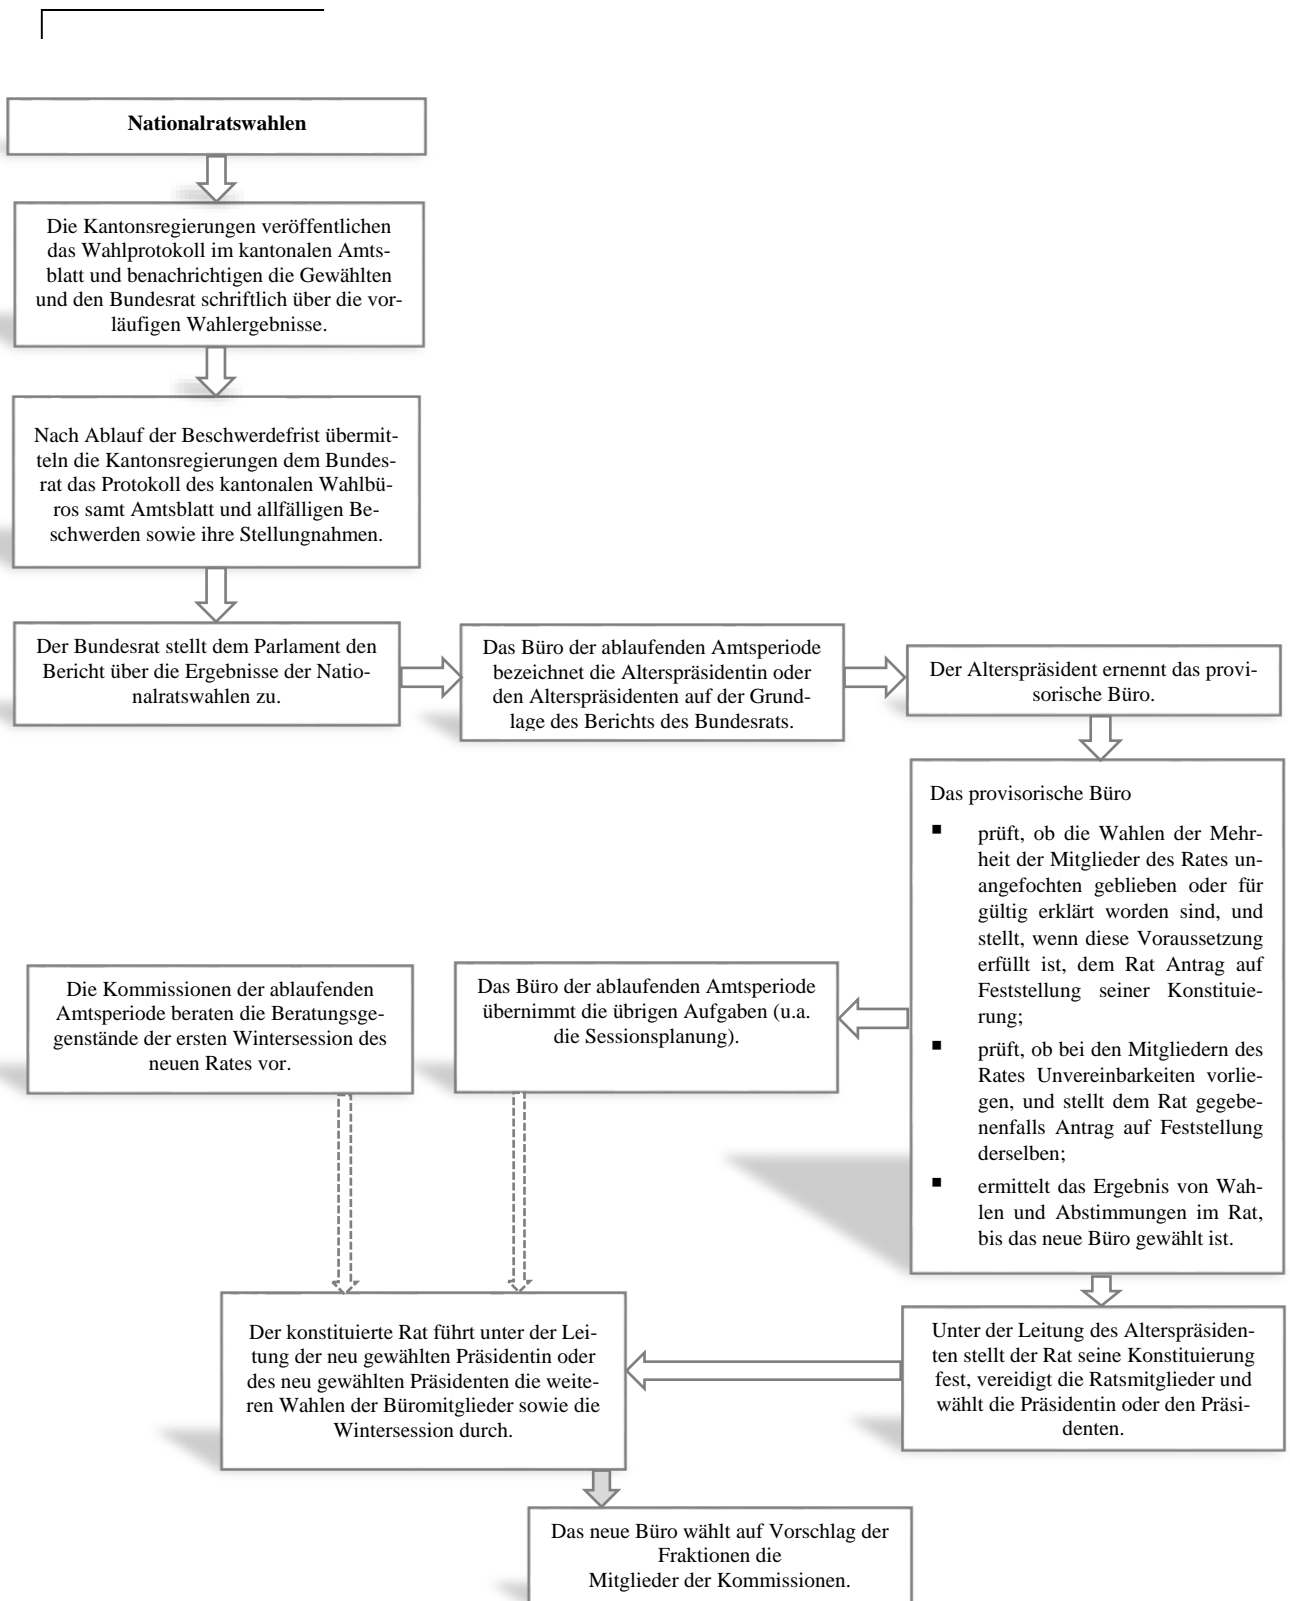 Nationalratswahlen
Die Kantonsregierungen veröffentlichen
das Wahlprotokoll im kantonalen Amts-
blatt und benachrichtigen die Gewählten
und den Bundesrat schriftlich über die vor-
läufigen Wahlergebnisse.
Nach Ablauf der Beschwerdefrist übermit-
teln die Kantonsregierungen dem Bundes-
rat das Protokoll des kantonalen Wahlbü-
ros samt Amtsblatt und allfälligen Be-
schwerden sowie ihre Stellungnahmen.
Der Bundesrat stellt dem Parlament den
Bericht über die Ergebnisse der Natio-
nalratswahlen zu.
Das Büro der ablaufenden Amtsperiode
bezeichnet die Alterspräsidentin oder
den Alterspräsidenten auf der Grund-
lage des Berichts des Bundesrats.
Der Alterspräsident ernennt das provi-
sorische Büro.
Das provisorische Büro
▪ prüft, ob die Wahlen der Mehr-
heit der Mitglieder des Rates un-
angefochten geblieben oder für
gültig erklärt worden sind, und
stellt, wenn diese Voraussetzung
erfüllt ist, dem Rat Antrag auf
Feststellung seiner Konstituie-
rung;
▪ prüft, ob bei den Mitgliedern des
Rates Unvereinbarkeiten vorlie-
gen, und stellt dem Rat gegebe-
nenfalls Antrag auf Feststellung
derselben;
▪ ermittelt das Ergebnis von Wah-
len und Abstimmungen im Rat,
bis das neue Büro gewählt ist.
Die Kommissionen der ablaufenden
Amtsperiode beraten die Beratungsge-
genstände der ersten Wintersession des
neuen Rates vor.
Das Büro der ablaufenden Amtsperiode
übernimmt die übrigen Aufgaben (u.a.
die Sessionsplanung).
Unter der Leitung des Alterspräsiden-
ten stellt der Rat seine Konstituierung
fest, vereidigt die Ratsmitglieder und
wählt die Präsidentin oder den Präsi-
denten.
Der konstituierte Rat führt unter der Lei-
tung der neu gewählten Präsidentin oder
des neu gewählten Präsidenten die weite-
ren Wahlen der Büromitglieder sowie die
Wintersession durch.
Das neue Büro wählt auf Vorschlag der
Fraktionen die
Mitglieder der Kommissionen.